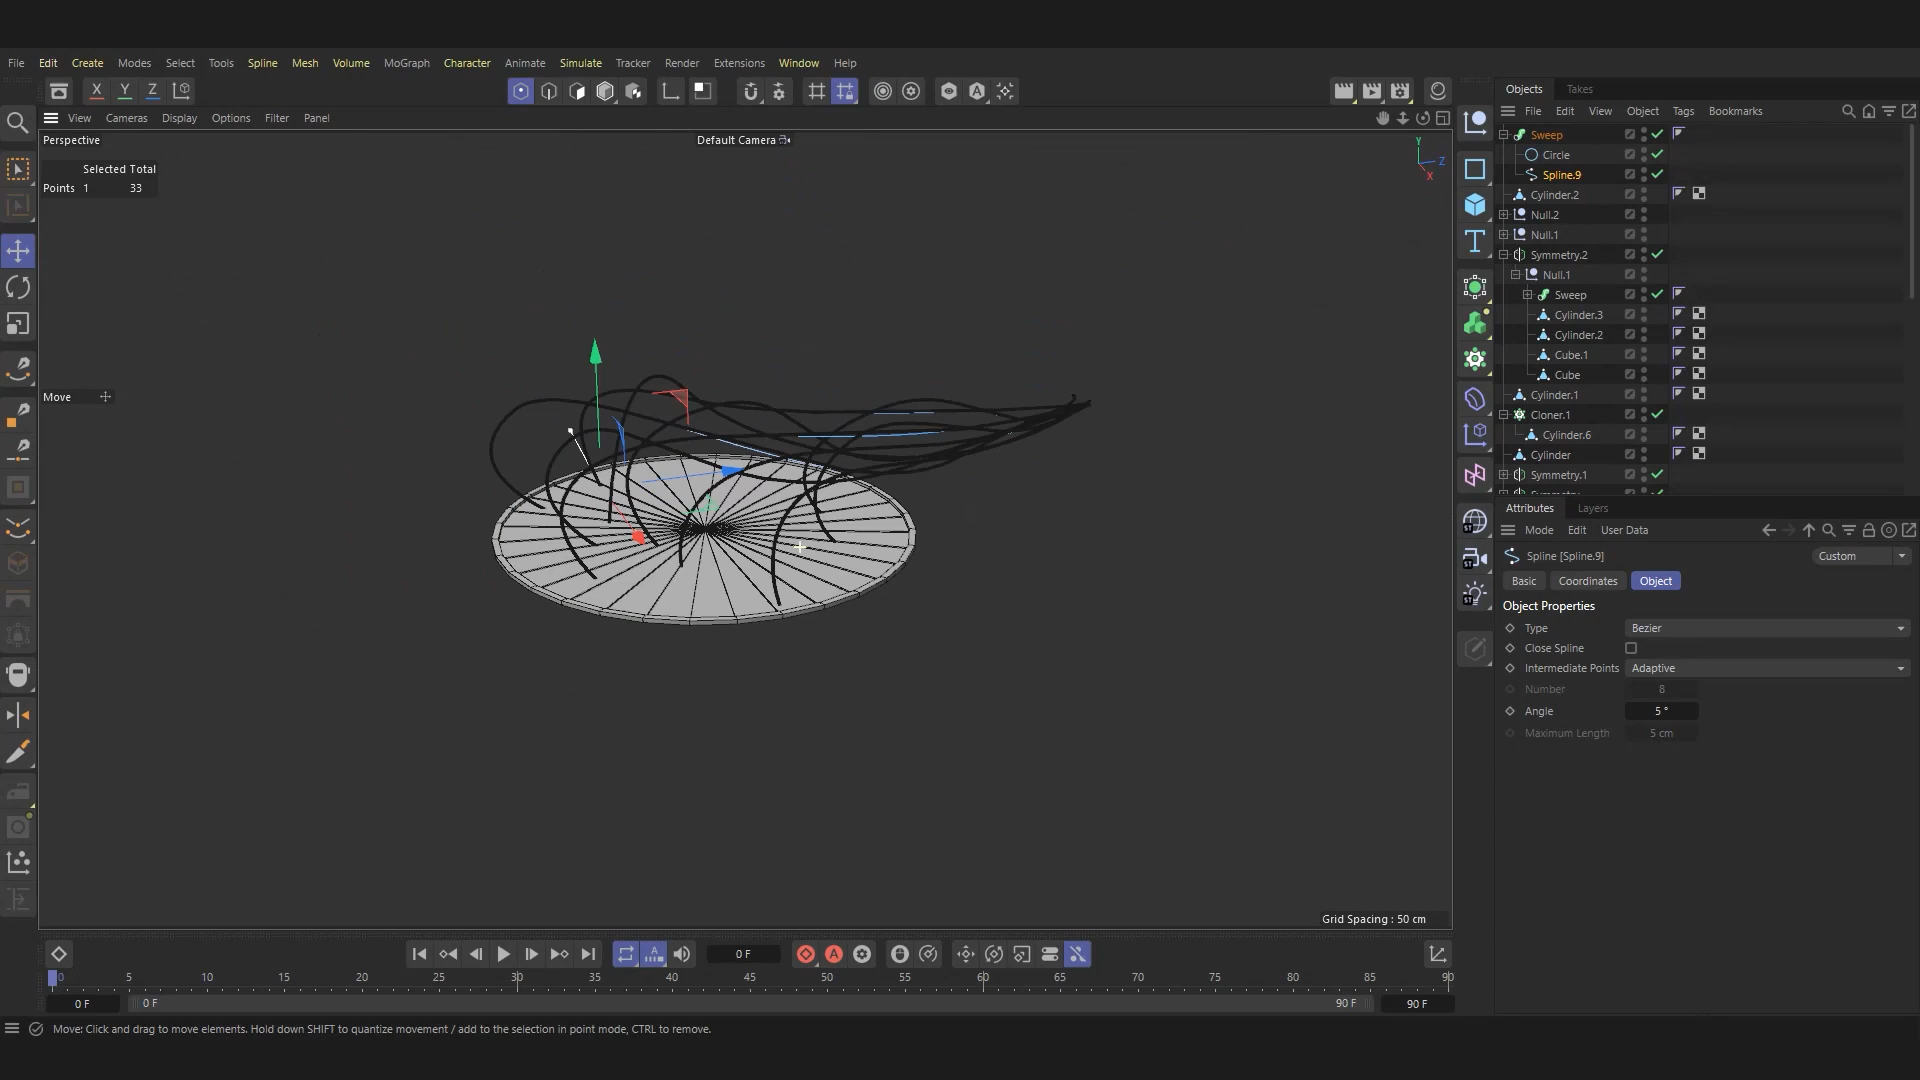 File Edit Create Modes Select Tools Spline Mesh Volume MoGraph Character Animate Simulate Tracker Render Extensions Window Help
X Y Z
View Cameras Display Options Filter Panel
Perspective
Default Camera
Selected Total
Points 1 33
Move
Y
Z
X
Grid Spacing : 50 cm
Objects Takes
File Edit View Object Tags Bookmarks
Sweep
Circle
Spline.9
Cylinder.2
Null.2
Null.1
Symmetry.2
Null.1
Sweep
Cylinder.3
Cylinder.2
Cube.1
Cube
Cylinder.1
Cloner.1
Cylinder.6
Cylinder
Symmetry.1
Attributes Layers
Mode Edit User Data
Spline [Spline.9]
Custom
Basic Coordinates Object
Object Properties
Type Bezier
Close Spline
Intermediate Points Adaptive
Number 8
Angle 5 °
Maximum Length 5 cm
ST
ST
ST
0 F
0 5 10 15 20 25 30 35 40 45 50 55 60 65 70 75 80 85 90
0 F 0 F 90 F 90 F
Move: Click and drag to move elements. Hold down SHIFT to quantize movement / add to the selection in point mode, CTRL to remove.